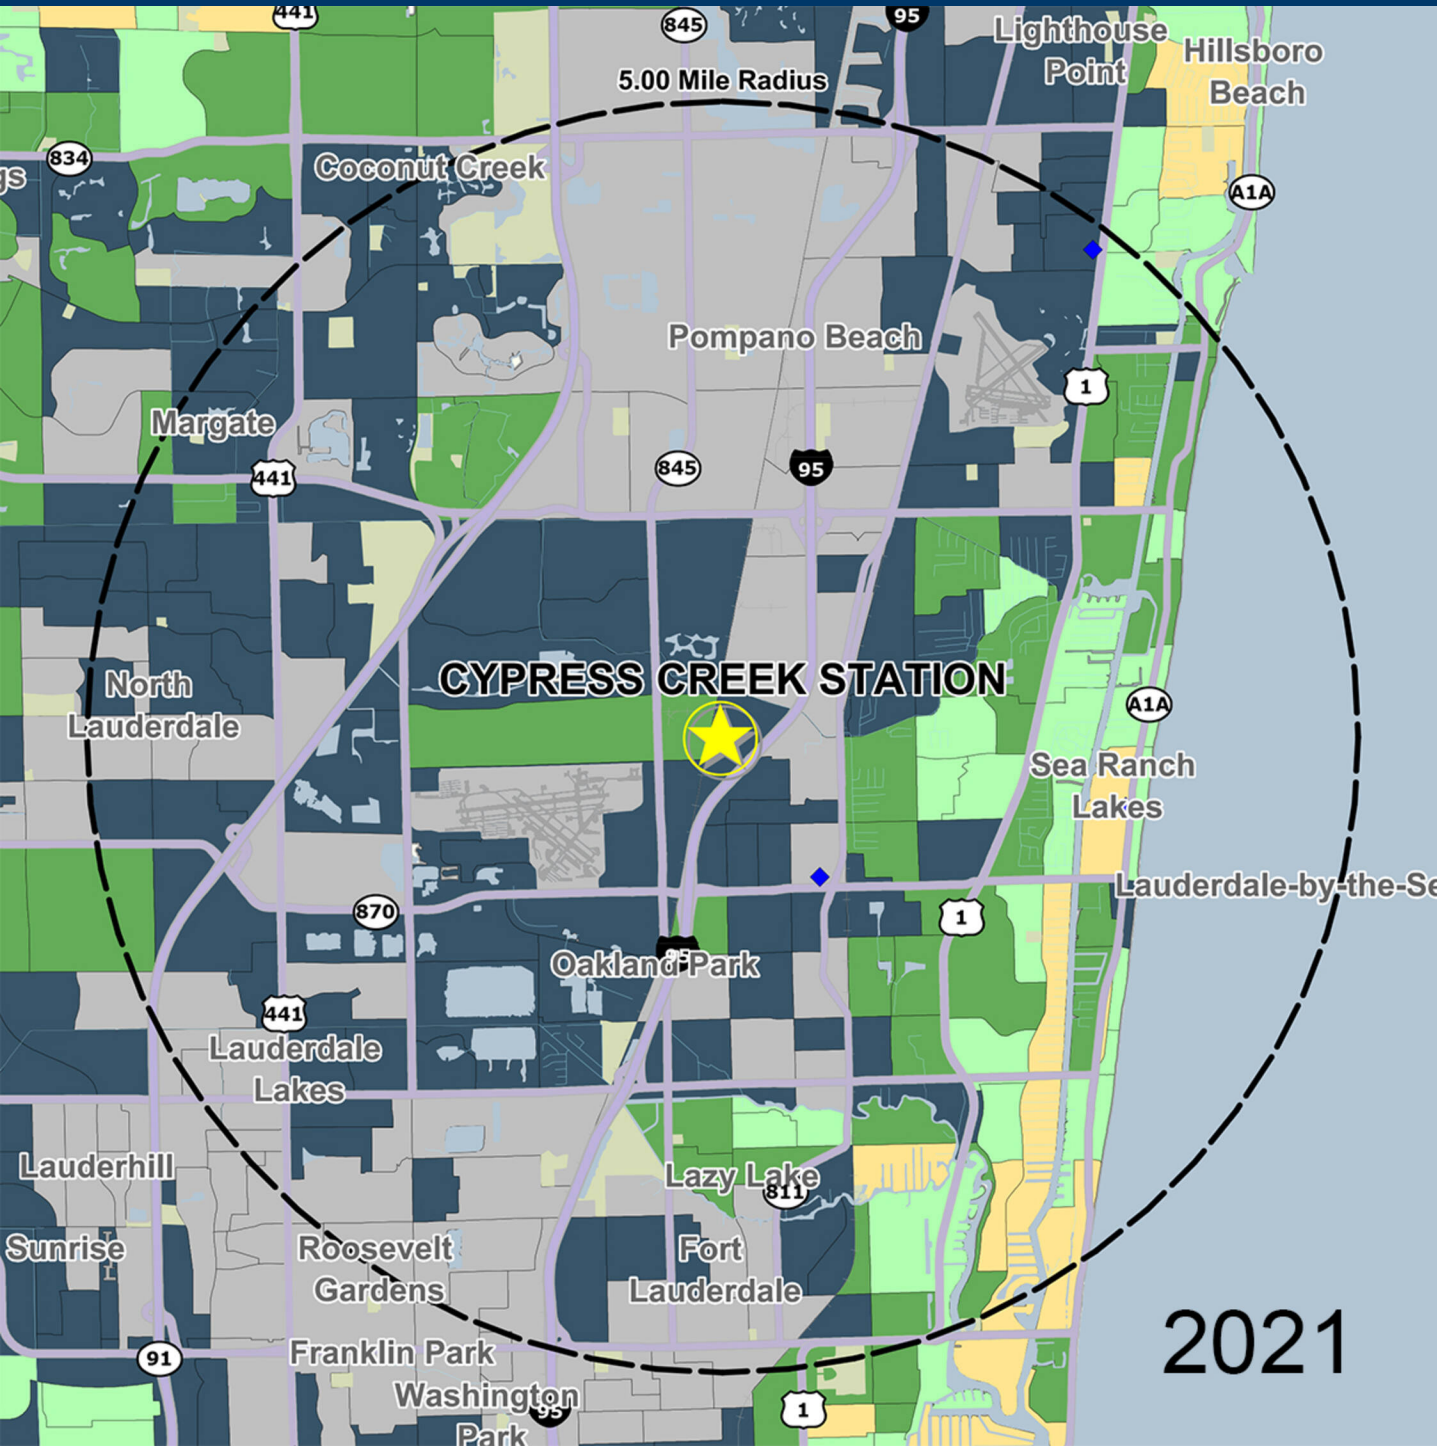 441
845
95
Lighthouse
Point
Hillsboro
Beach
5.00 Mile Radius
834
Coconut Creek
gs
A1A
Pompano Beach
1
Margate
441
845
95
CYPRESS CREEK STATION
North
Lauderdale
A1A
Sea Ranch
Lakes
Lauderdale-by-the-Se
870
1
95
Oakland Park
441
Lauderdale
Lakes
Lauderhill
Lazy Lake
811
Sunrise
Roosevelt
Gardens
Fort
Lauderdale
2021
91
Franklin Park
Washington
Park
95
1